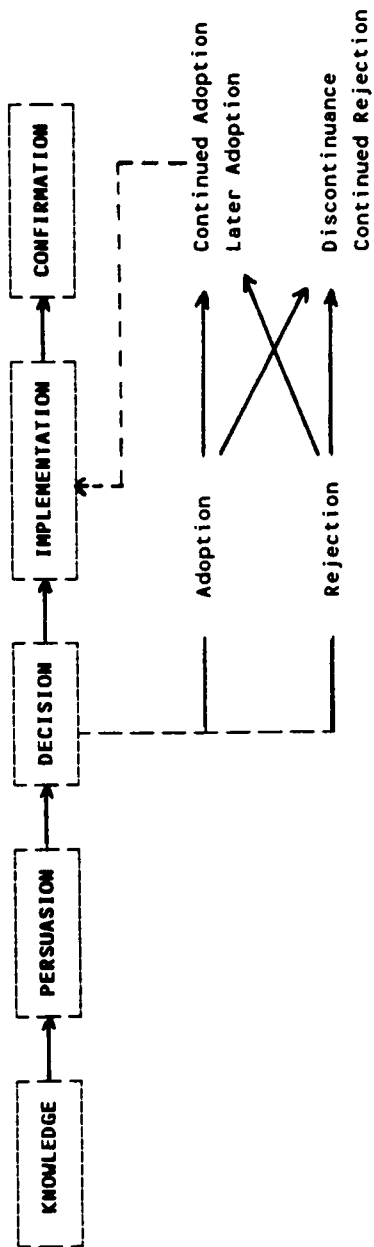 KNOWLEDGE
PERSUASION
DECISION
IMPLEMENTATION
CONFIRMATION
Adoption
Continued Adoption
Later Adoption
Rejection
Discontinuance
Continued Rejection